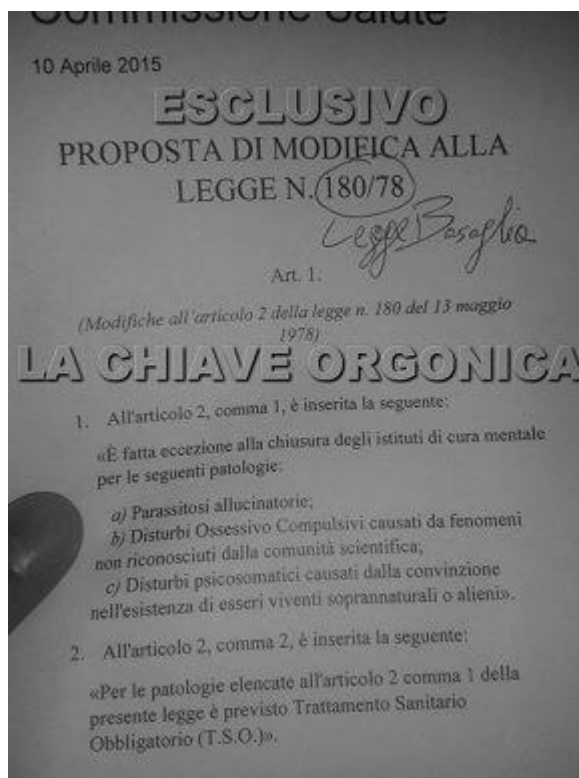 Commissione Salute
10 Aprile 2015
ESCLUSIVO
PROPOSTA DI MODIFICA ALLA
LEGGE N. 180/78
Legge Basaglia
Art. 1.
(Modifiche all'articolo 2 della legge n. 180 del 13 maggio
1978)
LA CHIAVE ORGONICA
1. All'articolo 2, comma 1, è inserita la seguente:
«È fatta eccezione alla chiusura degli istituti di cura mentale
per le seguenti patologie:
a) Parassitosi allucinatorie;
b) Disturbi Ossessivo Compulsivi causati da fenomeni
non riconosciuti dalla comunità scientifica;
c) Disturbi psicosomatici causati dalla convinzione
nell'esistenza di esseri viventi soprannaturali o alieni».
2. All'articolo 2, comma 2, è inserita la seguente:
«Per le patologie elencate all'articolo 2 comma 1 della
presente legge è previsto Trattamento Sanitario
Obbligatorio (T.S.O.)».